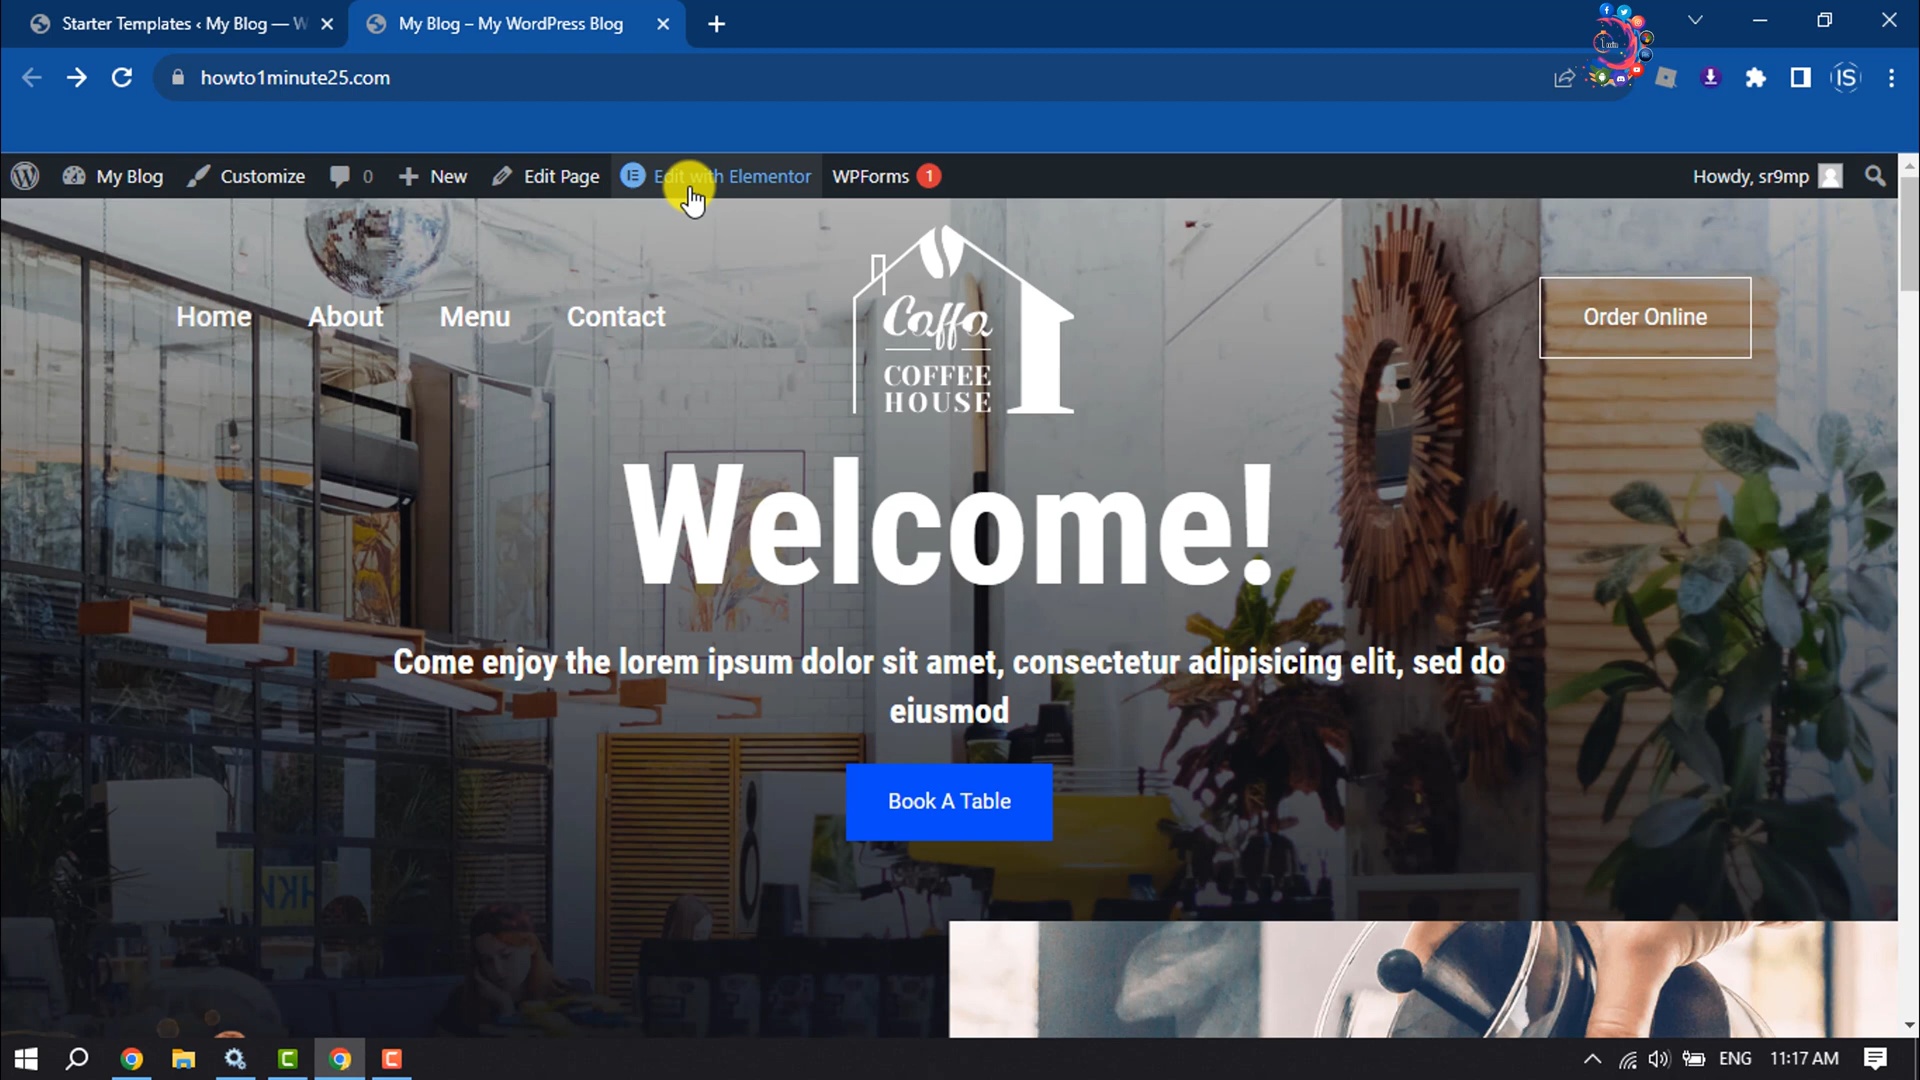 Starter Templates ‹ My Blog — W
My Blog – My WordPress Blog
howto1minute25.com
IS
My Blog
Customize
0
New
Edit Page
Edit with Elementor
WPForms 1
Howdy, sr9mp
Home
About
Menu
Contact
Caffa
COFFEE
HOUSE
Order Online
Welcome!
Come enjoy the lorem ipsum dolor sit amet, consectetur adipisicing elit, sed do
eiusmod
Book A Table
ENG
11:17 AM